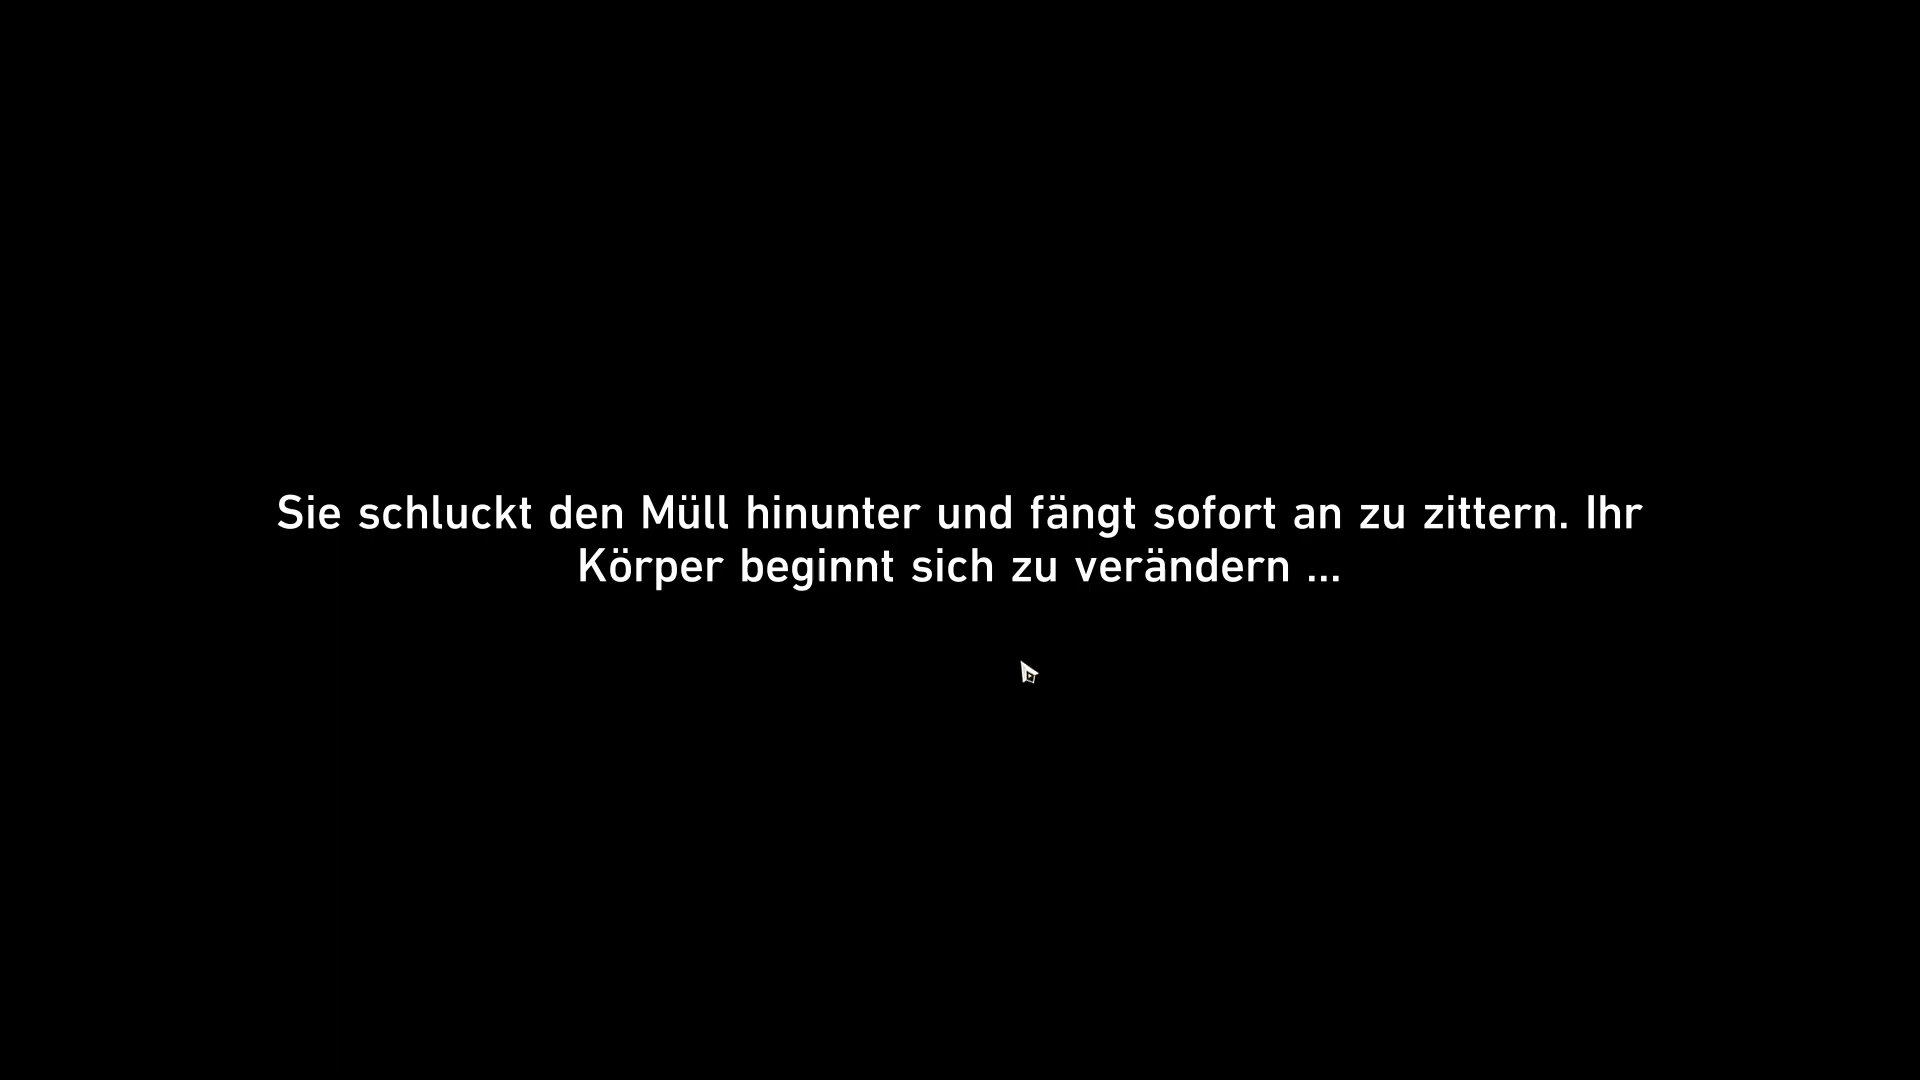 Sie schluckt den Müll hinunter und fängt sofort an zu zittern. Ihr
Körper beginnt sich zu verändern ...